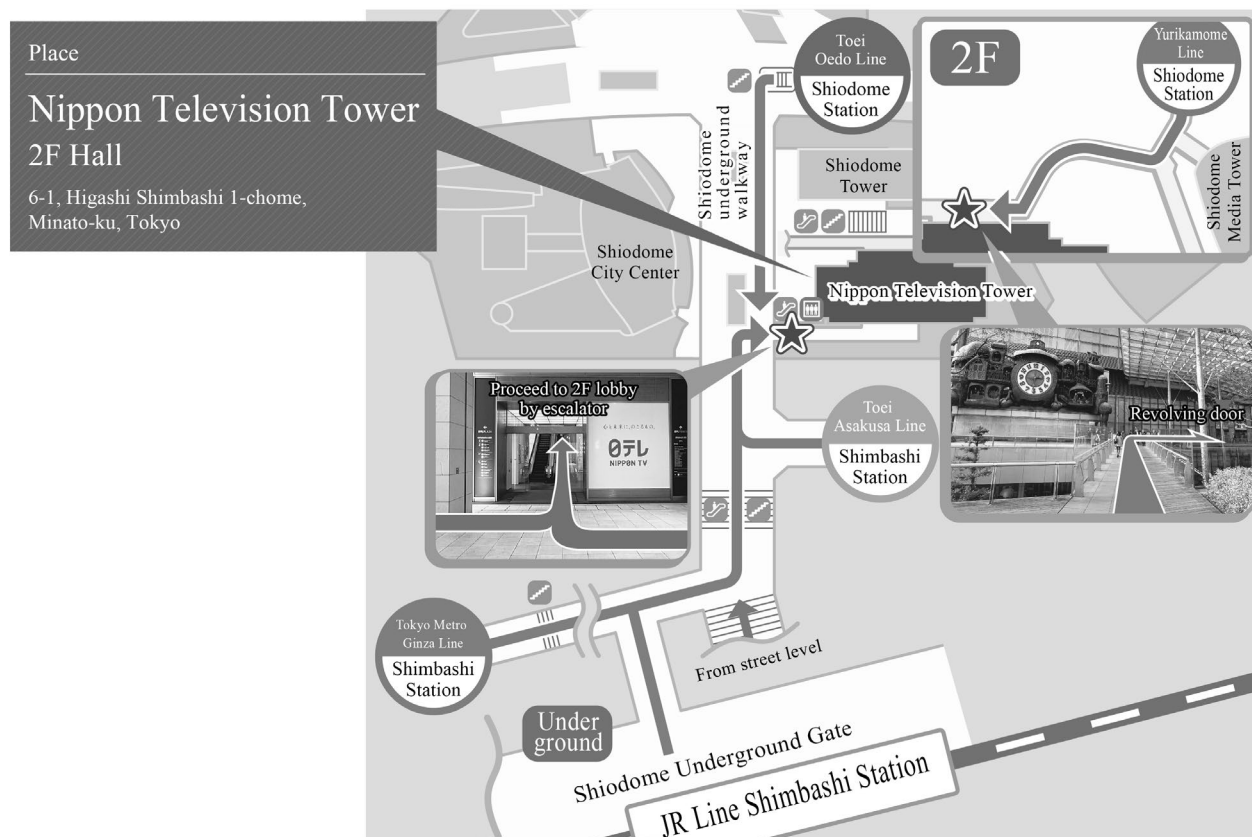 Place
Nippon Television Tower
2F Hall
6-1, Higashi Shimbashi 1-chome,
Minato-ku, Tokyo
Toei
Oedo Line
Shiodome
Station
2F
Yurikamome
Line
Shiodome
Station
Shiodome
Media Tower
Shiodome
underground
walkway
Shiodome
Tower
Shiodome
City Center
Nippon Television Tower
Proceed to 2F lobby
by escalator
日テレ
NIPPON TV
Toei
Asakusa Line
Shimbashi
Station
Revolving door
Tokyo Metro
Ginza Line
Shimbashi
Station
From street level
Under
ground
Shiodome Underground Gate
JR Line Shimbashi Station